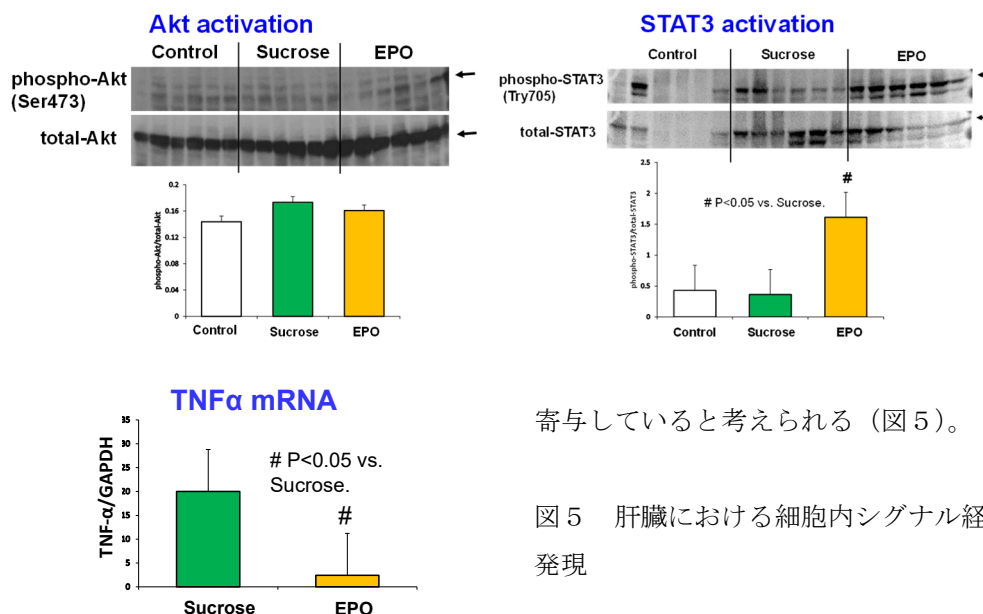 Akt activation
Control Sucrose EPO
phospho-Akt
(Ser473)
total-Akt
0.2
0.16
0.12
0.08
0.04
0
phospho-Akt/total-Akt
Control Sucrose EPO
STAT3 activation
Control Sucrose EPO
phospho-STAT3
(Try705)
total-STAT3
2.5
2
1.5
1
0.5
0
phospho-STAT3/total-STAT3
# P<0.05 vs. Sucrose.
#
Control Sucrose EPO
TNFα mRNA
35
30
25
20
15
10
5
0
TNF-α/GAPDH
# P<0.05 vs.
Sucrose.
#
Sucrose EPO
寄与していると考えられる（図５）。
図５ 肝臓における細胞内シグナル経
発現